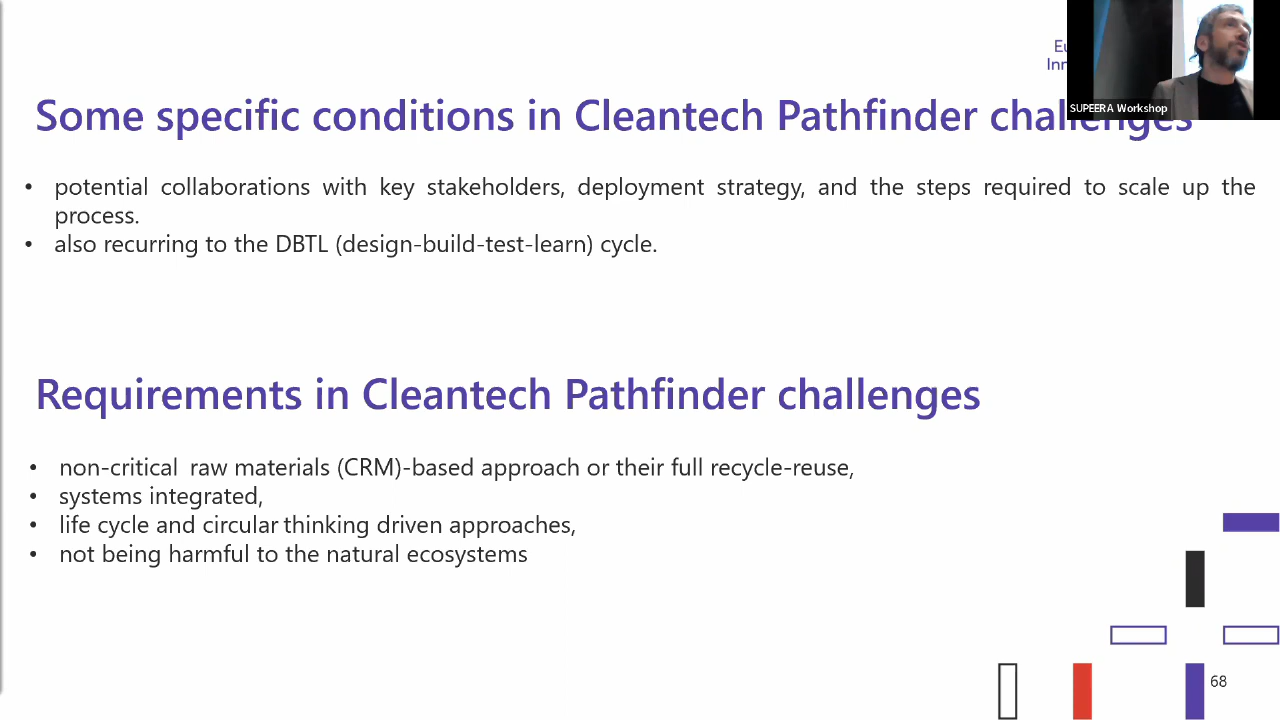 Some specific conditions in Cleantech Pathfinder challenges
SUPEERA Workshop
• potential collaborations with key stakeholders, deployment strategy, and the steps required to scale up the
process.
• also recurring to the DBTL (design-build-test-learn) cycle.
Requirements in Cleantech Pathfinder challenges
• non-critical raw materials (CRM)-based approach or their full recycle-reuse,
• systems integrated,
• life cycle and circular thinking driven approaches,
• not being harmful to the natural ecosystems
68